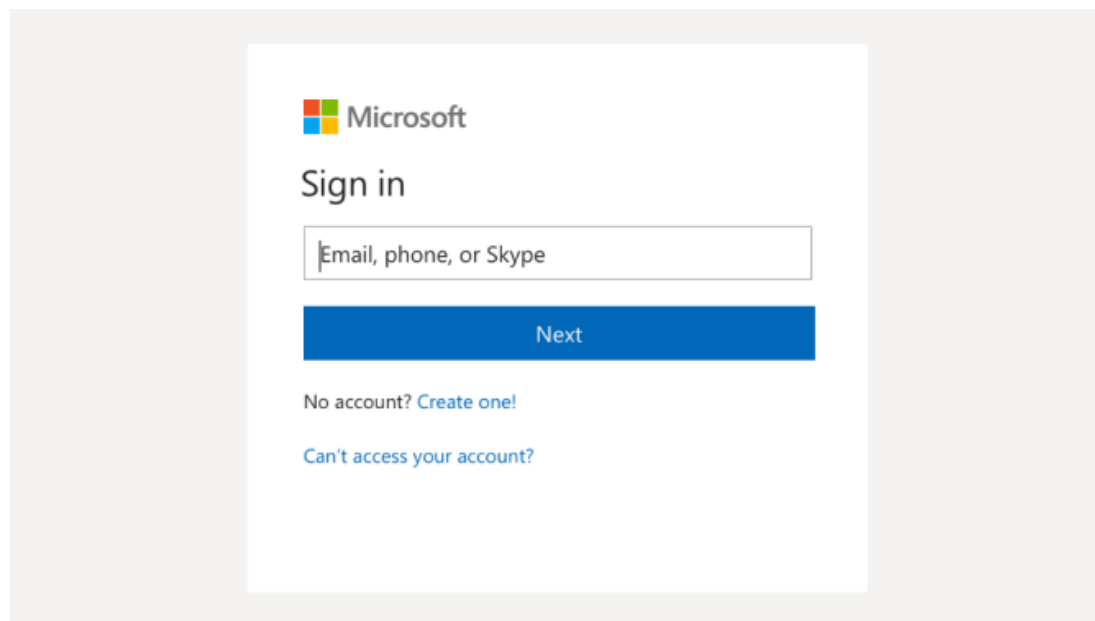 Microsoft
Sign in
Email, phone, or Skype
Next
No account? Create one!
Can't access your account?